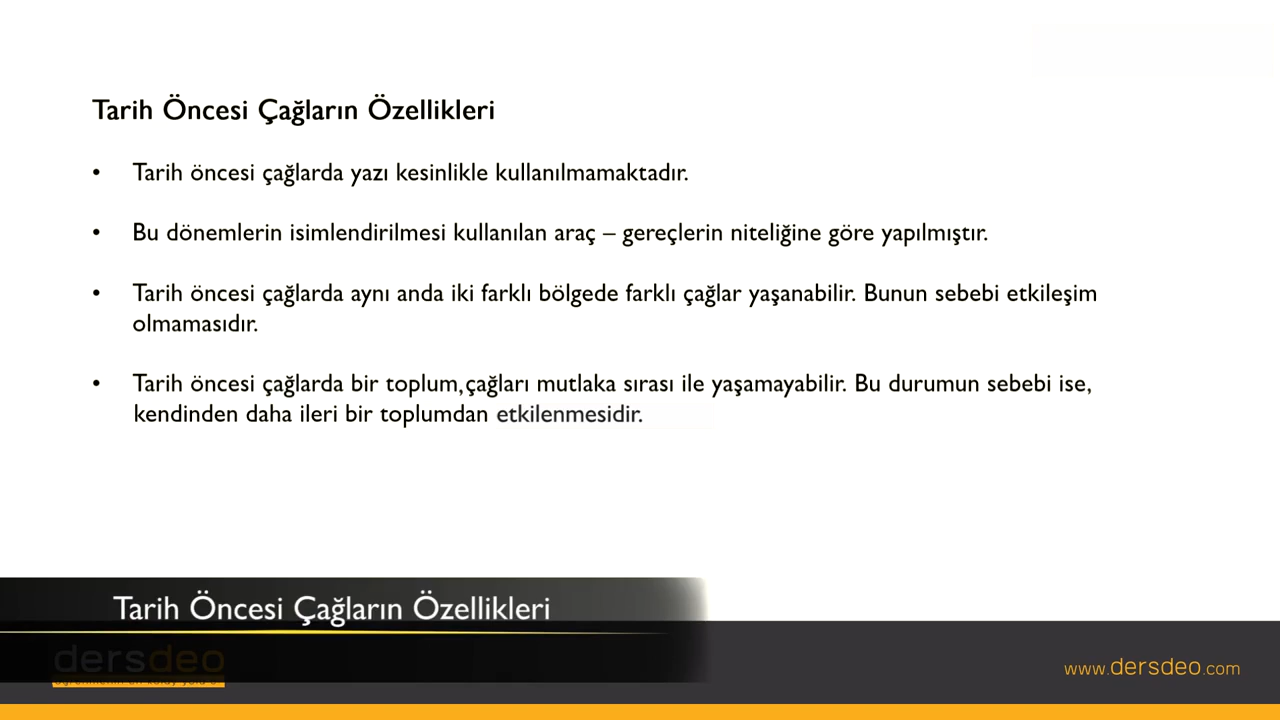 Tarih Öncesi Çağların Özellikleri
• Tarih öncesi çağlarda yazı kesinlikle kullanılmamaktadır.
• Bu dönemlerin isimlendirilmesi kullanılan araç – gereçlerin niteliğine göre yapılmıştır.
• Tarih öncesi çağlarda aynı anda iki farklı bölgede farklı çağlar yaşanabilir. Bunun sebebi etkileşim
olmamasıdır.
• Tarih öncesi çağlarda bir toplum,çağları mutlaka sırası ile yaşamayabilir. Bu durumun sebebi ise,
kendinden daha ileri bir toplumdan etkilenmesidir.
Tarih Öncesi Çağların Özellikleri
dersdeo
www.dersdeo.com